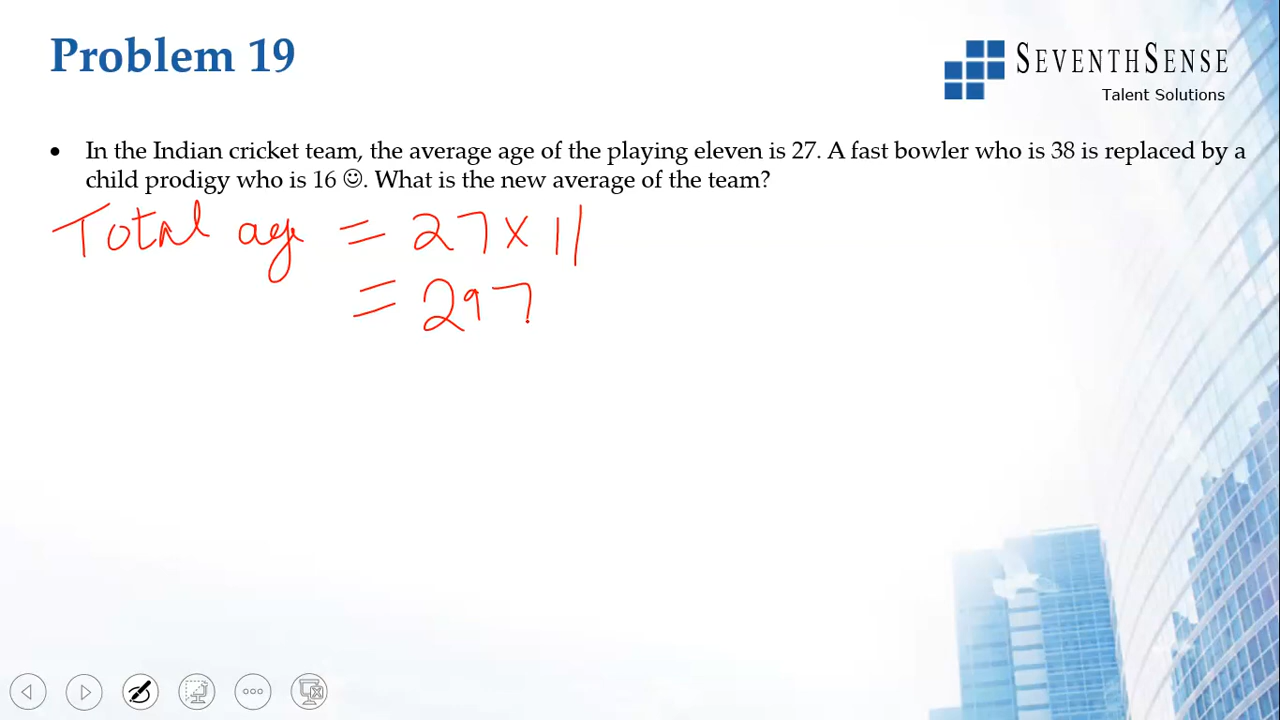 Problem 19
SEVENTHSENSE
Talent Solutions
• In the Indian cricket team, the average age of the playing eleven is 27. A fast bowler who is 38 is replaced by a
child prodigy who is 16 ☺. What is the new average of the team?
Total age = 27 × 11
= 297